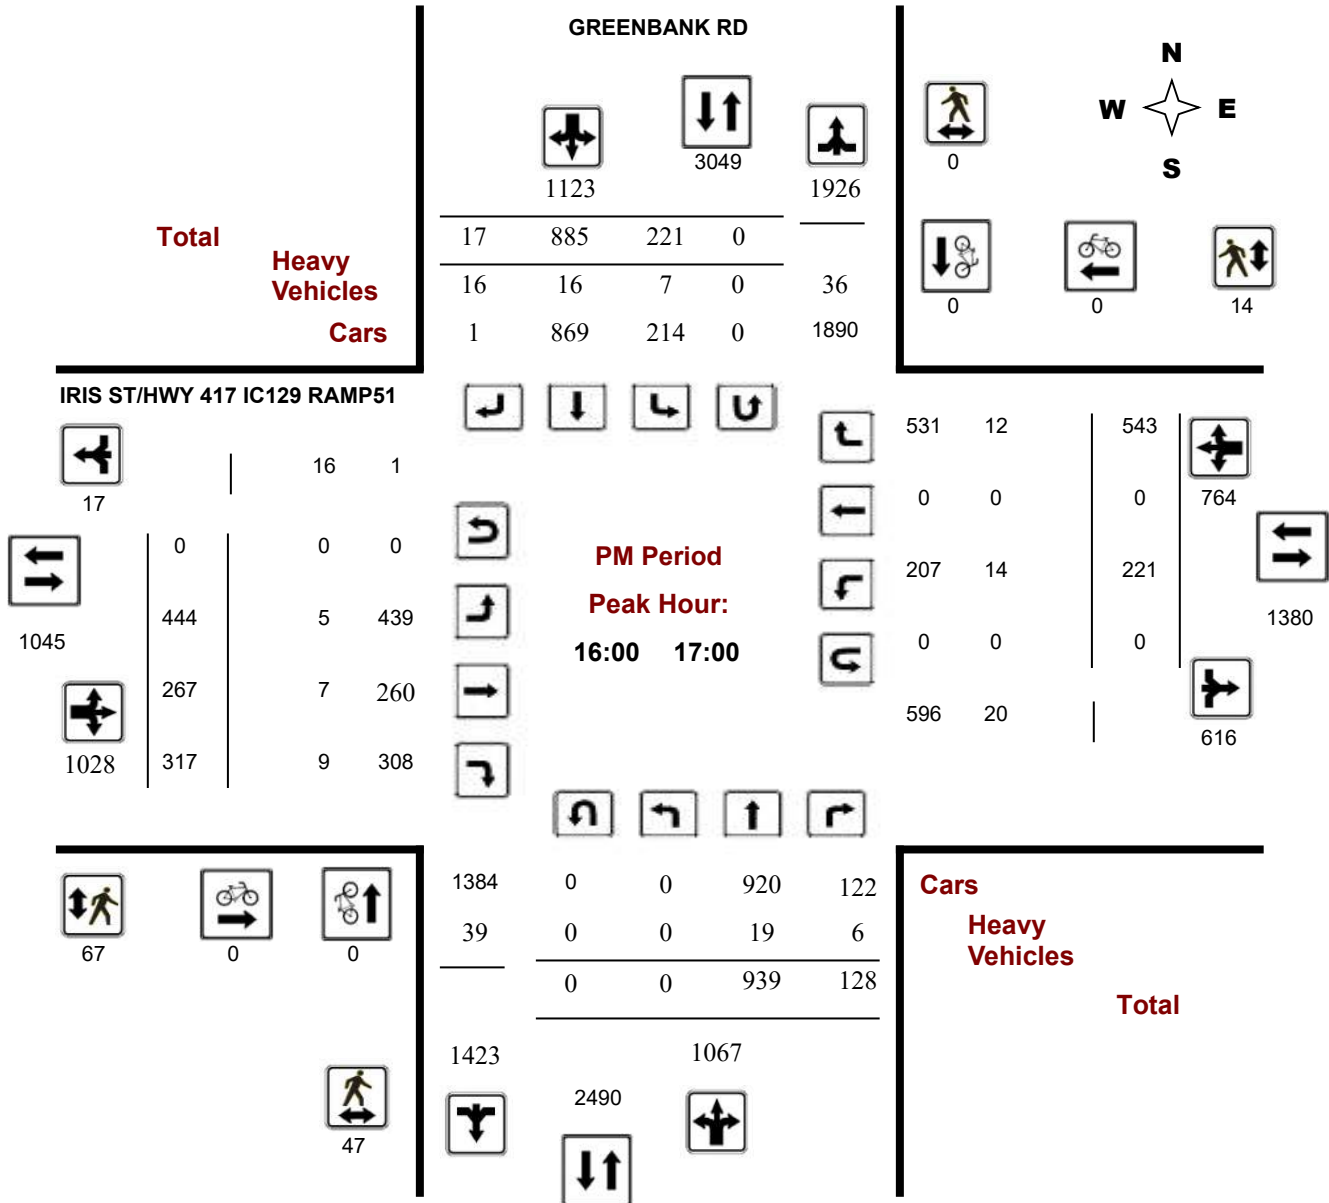 GREENBANK RD
N
W E
S
3049
0
1123 1926
Total
17 885 221 0
Heavy
Vehicles
16 16 7 0 36
0 0 14
Cars
1 869 214 0 1890
IRIS ST/HWY 417 IC129 RAMP51
531 12 543
16 1
17
0 0 0 764
0 0 0
PM Period
207 14 221
Peak Hour:
444 5 439
1380
1045
16:00 17:00
0 0 0
267 7 260
596 20
616
1028 317 9 308
1384 0 0 920 122
Cars
39 0 0 19 6
Heavy
Vehicles
67 0 0
0 0 939 128
Total
1423 1067
2490
47